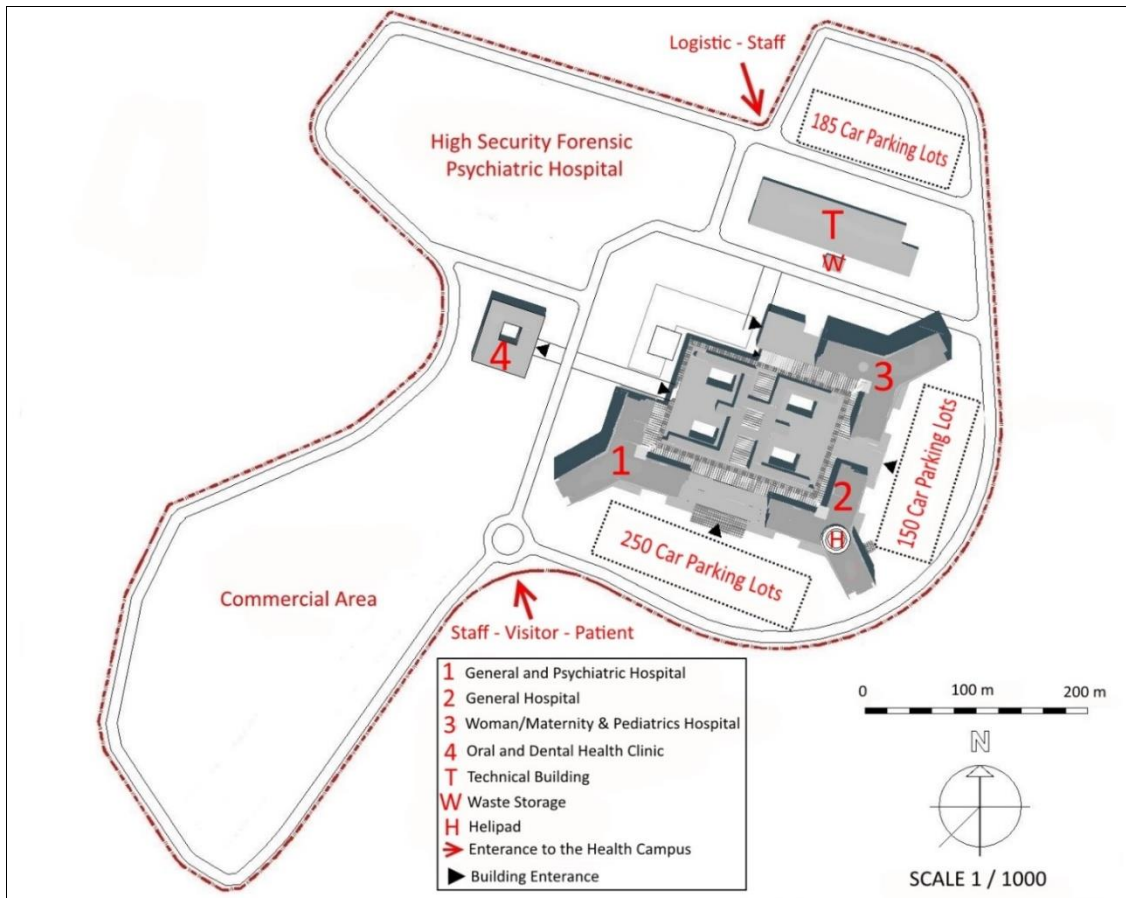 Logistic - Staff
185 Car Parking Lots
High Security Forensic
Psychiatric Hospital
T
W
4
3
1
2
H
150 Car Parking Lots
250 Car Parking Lots
Commercial Area
Staff - Visitor - Patient
1 General and Psychiatric Hospital
2 General Hospital
3 Woman/Maternity & Pediatrics Hospital
4 Oral and Dental Health Clinic
T Technical Building
W Waste Storage
H Helipad
Entrance to the Health Campus
Building Enterance
0 100 m 200 m
N
SCALE 1 / 1000